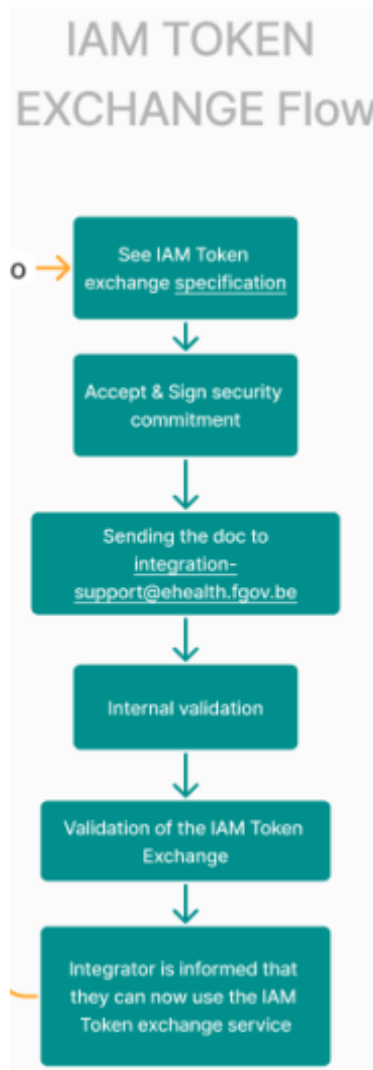 IAM TOKEN
EXCHANGE Flow
o
See IAM Token
exchange specification
Accept & Sign security
commitment
Sending the doc to
integration-
support@ehealth.fgov.be
Internal validation
Validation of the IAM Token
Exchange
Integrator is informed that
they can now use the IAM
Token exchange service